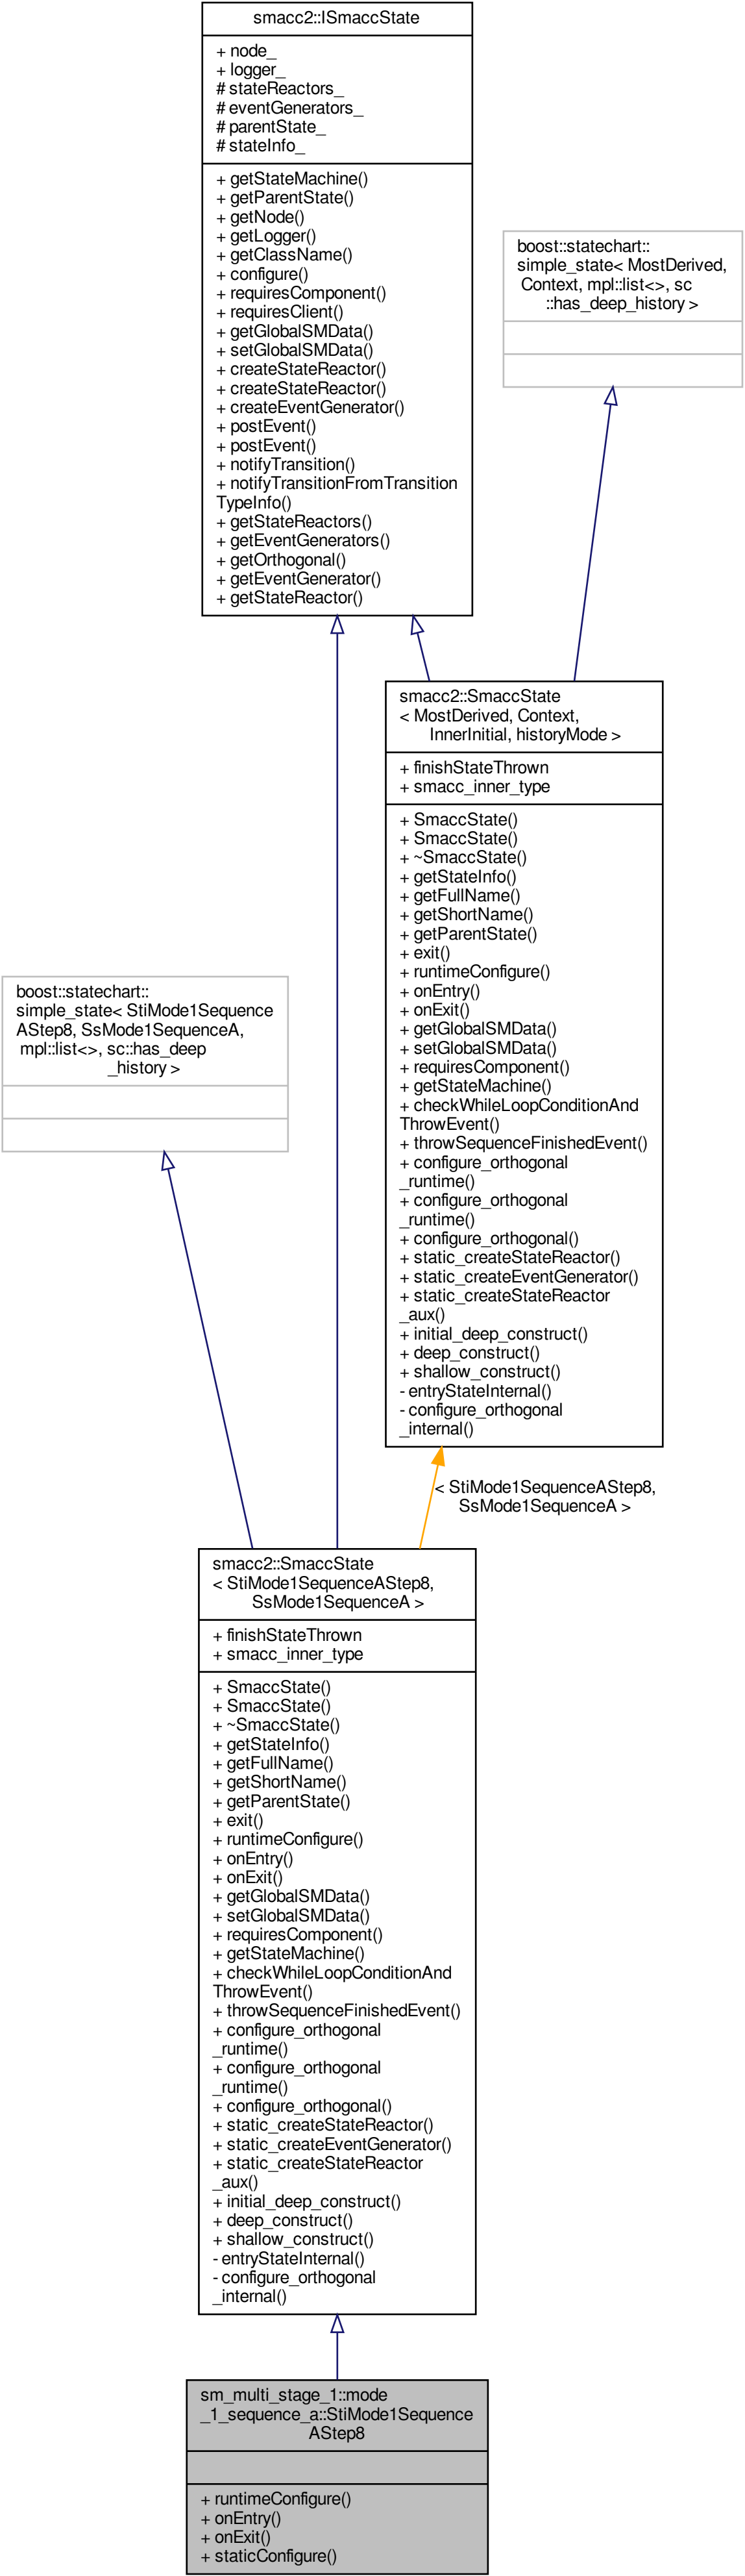 smacc2::ISmaccState
+ node_
+ logger_
# stateReactors_
# eventGenerators_
# parentState_
# stateInfo_
+ getStateMachine()
+ getParentState()
+ getNode()
+ getLogger()
+ getClassName()
+ configure()
+ requiresComponent()
+ requiresClient()
+ getGlobalSMData()
+ setGlobalSMData()
+ createStateReactor()
+ createStateReactor()
+ createEventGenerator()
+ postEvent()
+ postEvent()
+ notifyTransition()
+ notifyTransitionFromTransition
TypeInfo()
+ getStateReactors()
+ getEventGenerators()
+ getOrthogonal()
+ getEventGenerator()
+ getStateReactor()
boost::statechart::
simple_state< MostDerived,
Context, mpl::list<>, sc
::has_deep_history >
smacc2::SmaccState
< MostDerived, Context,
InnerInitial, historyMode >
+ finishStateThrown
+ smacc_inner_type
+ SmaccState()
+ SmaccState()
+ ~SmaccState()
+ getStateInfo()
+ getFullName()
+ getShortName()
+ getParentState()
+ exit()
+ runtimeConfigure()
+ onEntry()
+ onExit()
+ getGlobalSMData()
+ setGlobalSMData()
+ requiresComponent()
+ getStateMachine()
+ checkWhileLoopConditionAnd
ThrowEvent()
+ throwSequenceFinishedEvent()
+ configure_orthogonal
_runtime()
+ configure_orthogonal
_runtime()
+ configure_orthogonal()
+ static_createStateReactor()
+ static_createEventGenerator()
+ static_createStateReactor
_aux()
+ initial_deep_construct()
+ deep_construct()
+ shallow_construct()
- entryStateInternal()
- configure_orthogonal
_internal()
boost::statechart::
simple_state< StiMode1Sequence
AStep8, SsMode1SequenceA,
mpl::list<>, sc::has_deep
_history >
< StiMode1SequenceAStep8,
SsMode1SequenceA >
smacc2::SmaccState
< StiMode1SequenceAStep8,
SsMode1SequenceA >
+ finishStateThrown
+ smacc_inner_type
+ SmaccState()
+ SmaccState()
+ ~SmaccState()
+ getStateInfo()
+ getFullName()
+ getShortName()
+ getParentState()
+ exit()
+ runtimeConfigure()
+ onEntry()
+ onExit()
+ getGlobalSMData()
+ setGlobalSMData()
+ requiresComponent()
+ getStateMachine()
+ checkWhileLoopConditionAnd
ThrowEvent()
+ throwSequenceFinishedEvent()
+ configure_orthogonal
_runtime()
+ configure_orthogonal
_runtime()
+ configure_orthogonal()
+ static_createStateReactor()
+ static_createEventGenerator()
+ static_createStateReactor
_aux()
+ initial_deep_construct()
+ deep_construct()
+ shallow_construct()
- entryStateInternal()
- configure_orthogonal
_internal()
sm_multi_stage_1::mode
_1_sequence_a::StiMode1Sequence
AStep8
+ runtimeConfigure()
+ onEntry()
+ onExit()
+ staticConfigure()